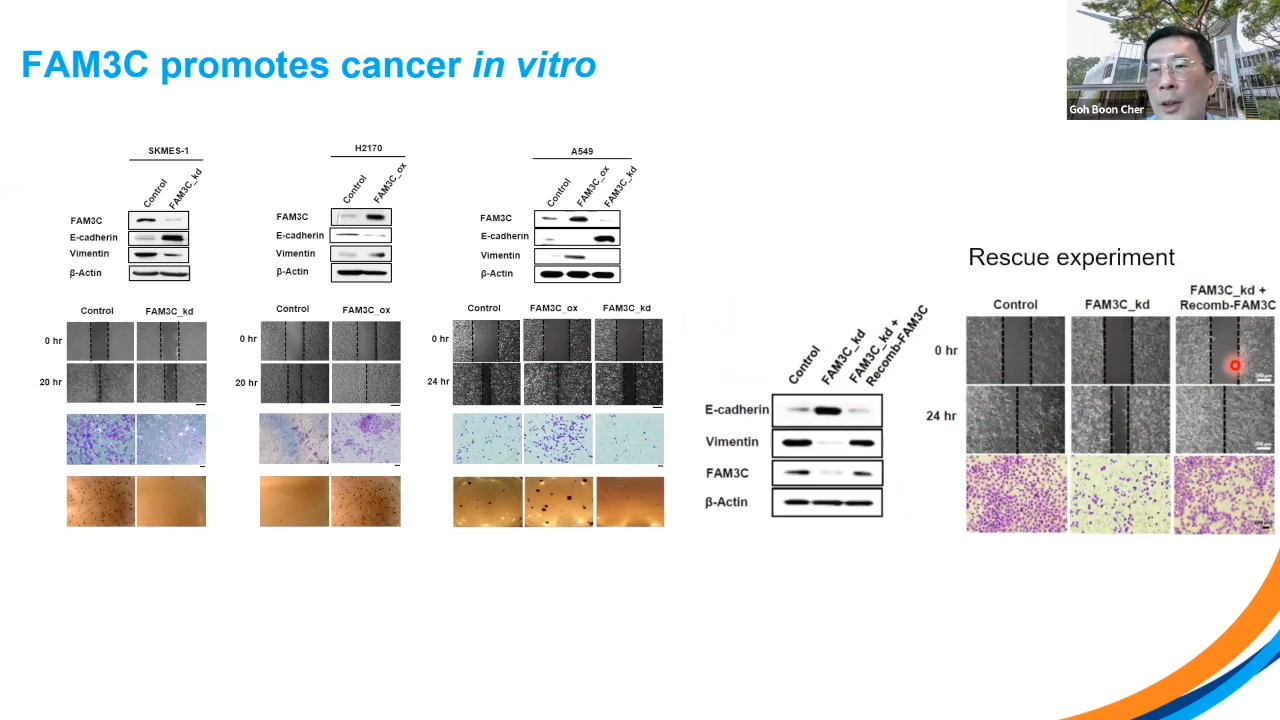 FAM3C promotes cancer in vitro
Goh Boon Cher
SKMES-1
Control
FAM3C_kd
FAM3C
E-cadherin
Vimentin
β-Actin
Control
FAM3C_kd
0 hr
20 hr
H2170
Control
FAM3C_ox
FAM3C
E-cadherin
Vimentin
β-Actin
Control
FAM3C_ox
0 hr
20 hr
A549
Control
FAM3C_ox
FAM3C_kd
FAM3C
E-cadherin
Vimentin
β-Actin
Control
FAM3C_ox
FAM3C_kd
0 hr
24 hr
Control
FAM3C_kd
FAM3C_kd +
Recomb-FAM3C
E-cadherin
Vimentin
FAM3C
β-Actin
Rescue experiment
Control
FAM3C_kd
FAM3C_kd +
Recomb-FAM3C
0 hr
24 hr